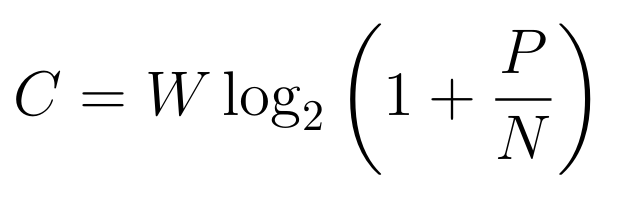 C = W log₂ (1 + P/N)